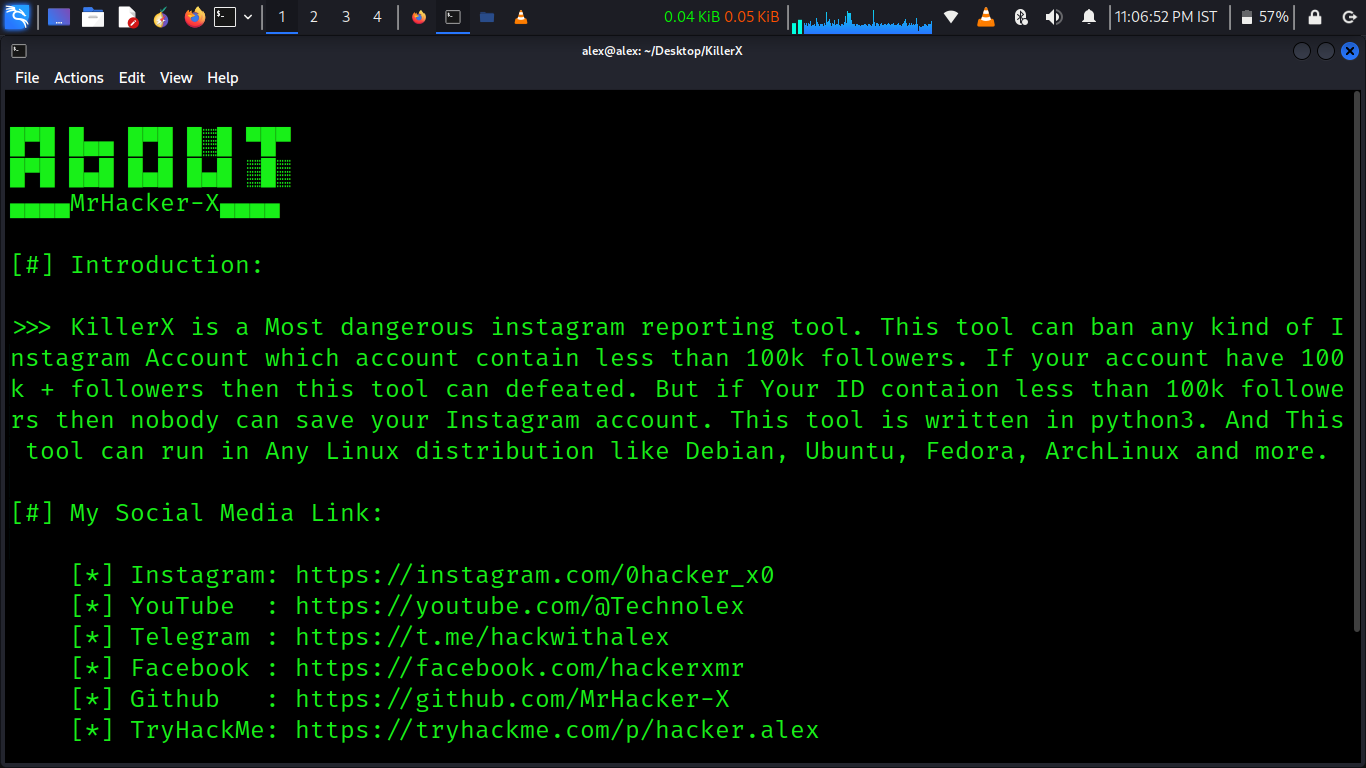 1 2 3 4 0.04 KiB 0.05 KiB 11:06:52 PM IST 57%
alex@alex: ~/Desktop/KillerX
File Actions Edit View Help
AbOUT
MrHacker-X
[#] Introduction:
>>> KillerX is a Most dangerous instagram reporting tool. This tool can ban any kind of I
nstagram Account which account contain less than 100k followers. If your account have 100
k + followers then this tool can defeated. But if Your ID contaion less than 100k followe
rs then nobody can save your Instagram account. This tool is written in python3. And This
tool can run in Any Linux distribution like Debian, Ubuntu, Fedora, ArchLinux and more.
[#] My Social Media Link:
[*] Instagram: https://instagram.com/0hacker_x0
[*] YouTube : https://youtube.com/@Technolex
[*] Telegram : https://t.me/hackwithalex
[*] Facebook : https://facebook.com/hackerxmr
[*] Github : https://github.com/MrHacker-X
[*] TryHackMe: https://tryhackme.com/p/hacker.alex